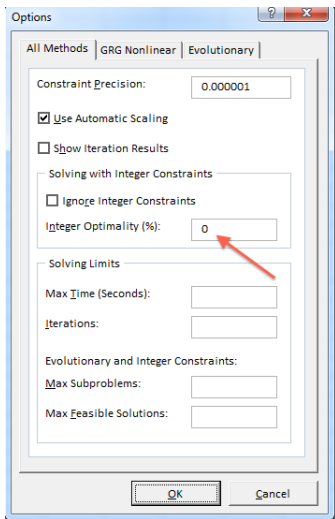 Options
All Methods GRG Nonlinear Evolutionary
Constraint Precision: 0.000001
Use Automatic Scaling
Show Iteration Results
Solving with Integer Constraints
Ignore Integer Constraints
Integer Optimality (%): 0
Solving Limits
Max Time (Seconds):
Iterations:
Evolutionary and Integer Constraints:
Max Subproblems:
Max Feasible Solutions:
OK Cancel